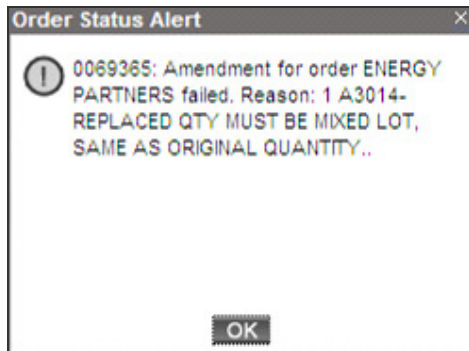 Order Status Alert
0069365: Amendment for order ENERGY
PARTNERS failed. Reason: 1 A3014-
REPLACED QTY MUST BE MIXED LOT,
SAME AS ORIGINAL QUANTITY..
OK